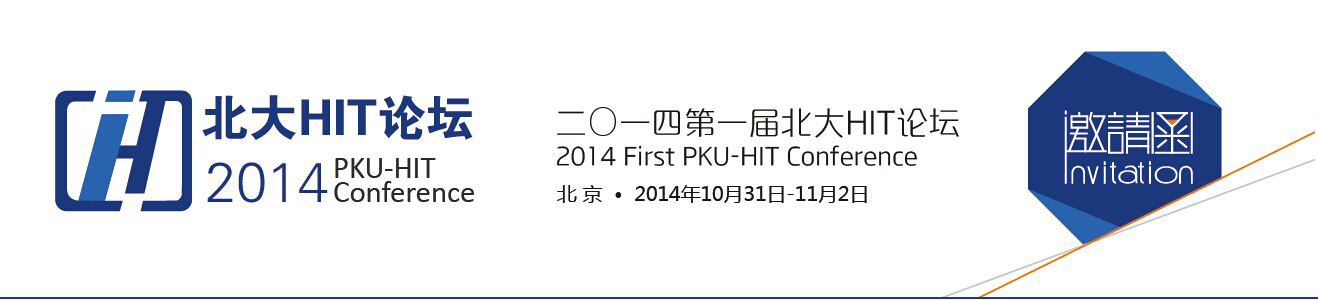 北大HIT论坛
2014 PKU-HIT
Conference
二〇一四第一届北大HIT论坛
2014 First PKU-HIT Conference
北京 • 2014年10月31日-11月2日
邀請函
Invitation